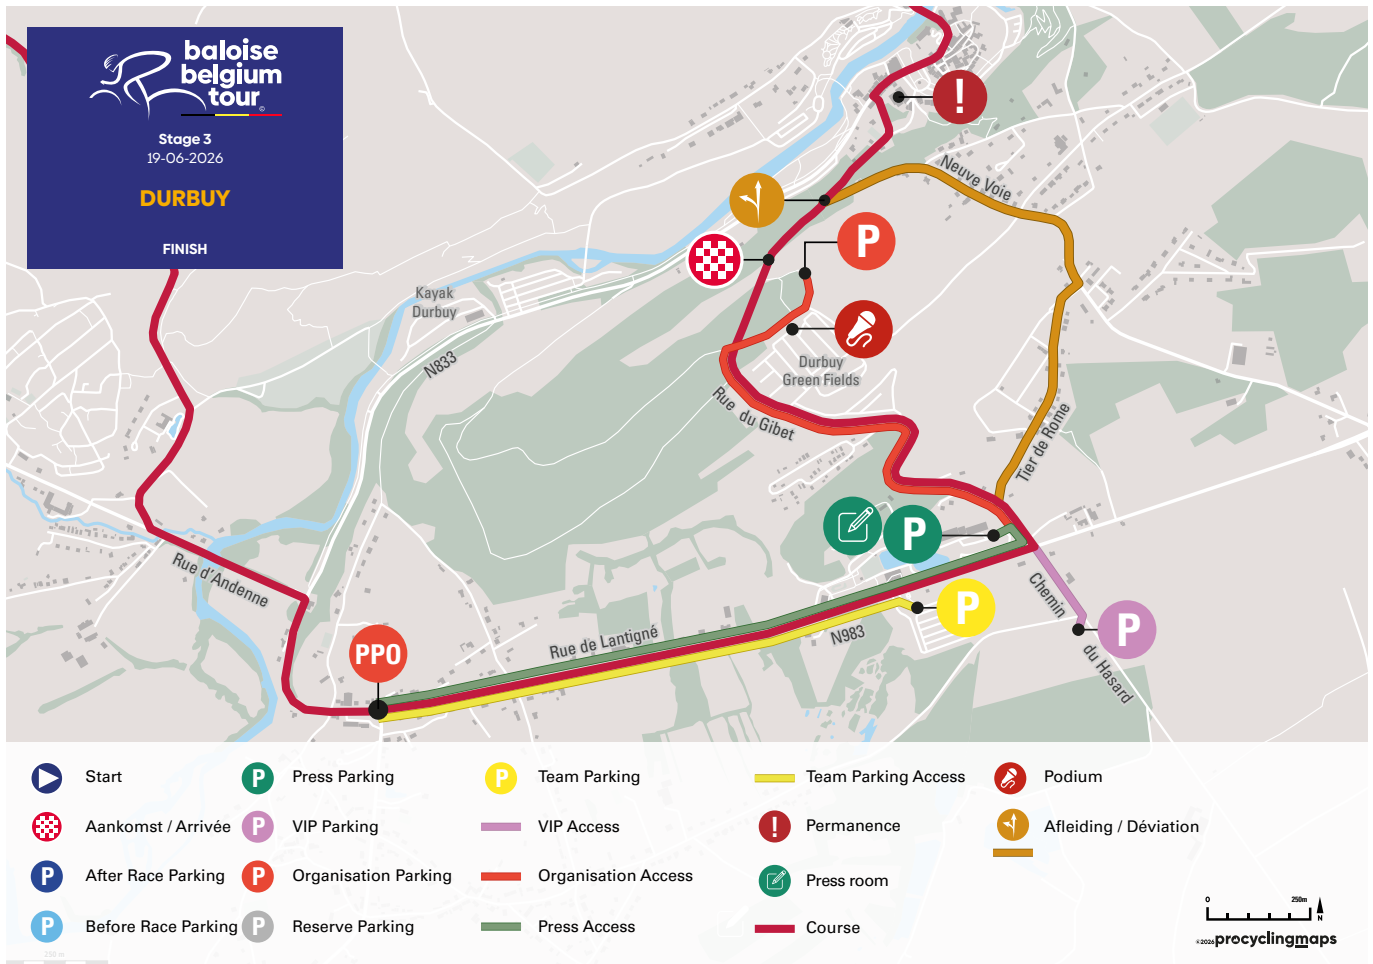 baloise
belgium
tour
©
Stage 3
19-06-2026
DURBUY
FINISH
!
Neuve Voie
P
Kayak
Durbuy
N833
Durbuy
Green Fields
Rue du Gibet
Tier de Rome
P
Rue d'Andenne
Chemin
P
Rue de Lantigné
N983
P
PPO
du Hasard
Start
P Press Parking
P Team Parking
Team Parking Access
Podium
Aankomst / Arrivée
P VIP Parking
VIP Access
! Permanence
Afleiding / Déviation
P After Race Parking
P Organisation Parking
Organisation Access
Press room
P Before Race Parking
P Reserve Parking
Press Access
Course
0 250m
N
©2026 procyclingmaps
250 m